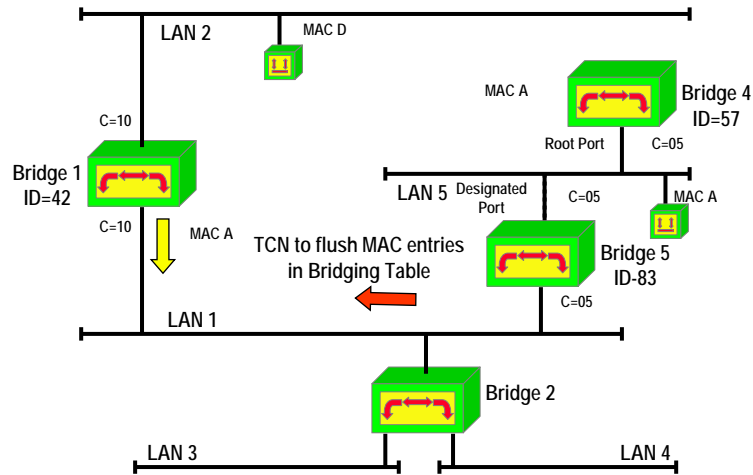 LAN 2
MAC D
MAC A
Bridge 4
ID=57
C=10
Root Port
C=05
Bridge 1
ID=42
LAN 5
Designated
Port
C=05
MAC A
C=10
MAC A
TCN to flush MAC entries
in Bridging Table
Bridge 5
ID-83
C=05
LAN 1
Bridge 2
LAN 3
LAN 4